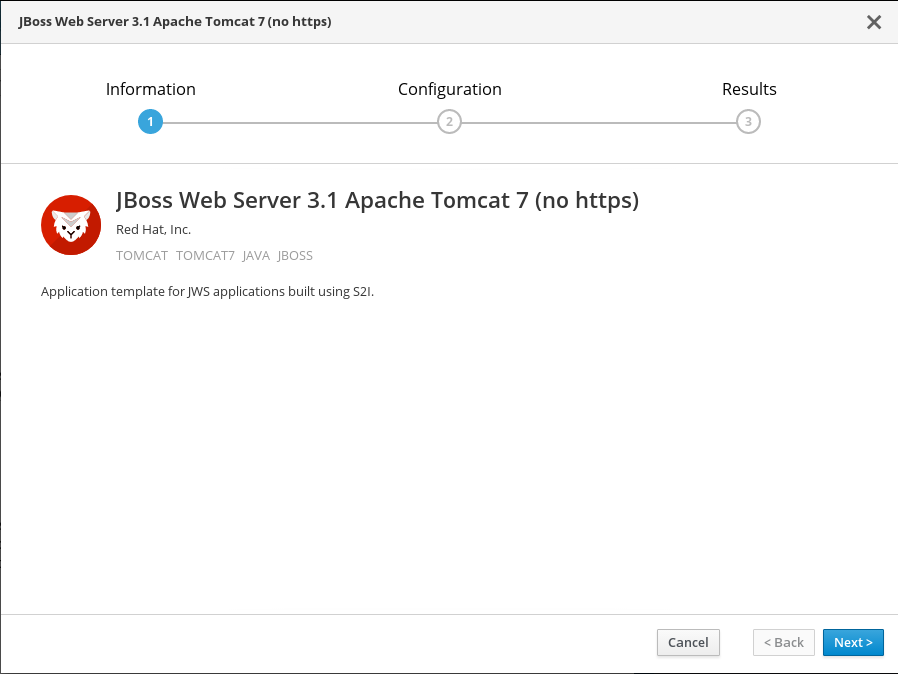 JBoss Web Server 3.1 Apache Tomcat 7 (no https)
Information Configuration Results
1 2 3
JBoss Web Server 3.1 Apache Tomcat 7 (no https)
Red Hat, Inc.
TOMCAT TOMCAT7 JAVA JBOSS
Application template for JWS applications built using S2I.
Cancel < Back Next >